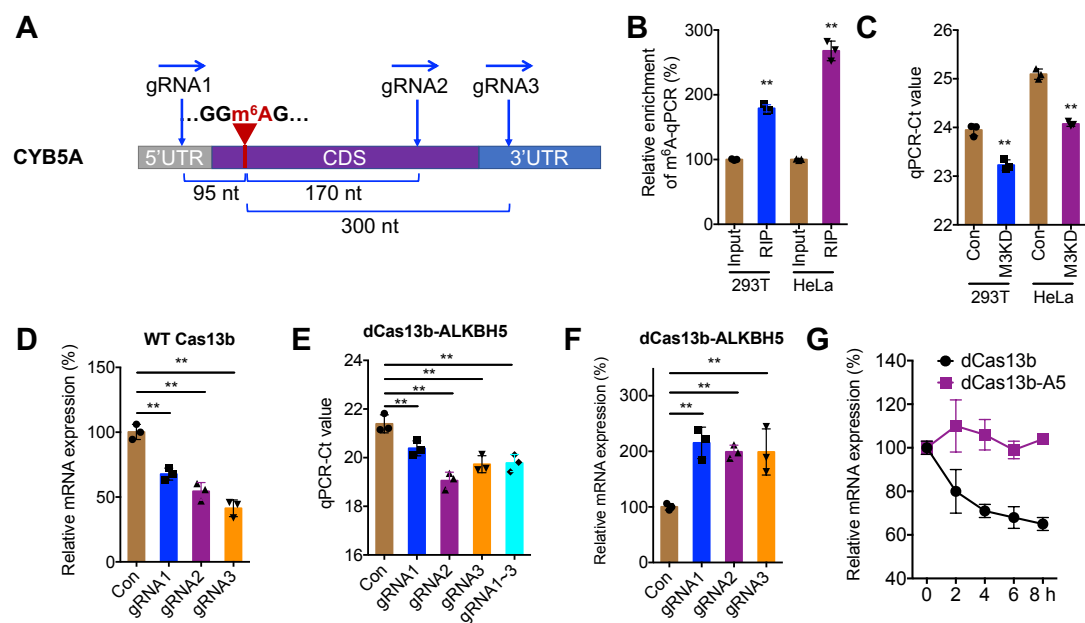 A
gRNA1
gRNA2
gRNA3
…GGm⁶AG…
CYB5A
5'UTR
CDS
3'UTR
95 nt
170 nt
300 nt
B
Relative enrichment
of m⁶A-qPCR (%)
300
200
100
0
**
**
Input
RIP
Input
RIP
293T
HeLa
C
qPCR-Ct value
26
25
24
23
22
**
**
Con
M3KD
Con
M3KD
293T
HeLa
D
WT Cas13b
Relative mRNA expression (%)
100
50
0
**
**
**
Con
gRNA1
gRNA2
gRNA3
E
dCas13b-ALKBH5
qPCR-Ct value
24
22
20
18
16
**
**
**
**
Con
gRNA1
gRNA2
gRNA3
gRNA1~3
F
dCas13b-ALKBH5
Relative mRNA expression (%)
400
300
200
100
0
**
**
**
Con
gRNA1
gRNA2
gRNA3
G
dCas13b
dCas13b-A5
Relative mRNA expression (%)
140
120
100
80
60
40
0
2
4
6
8 h